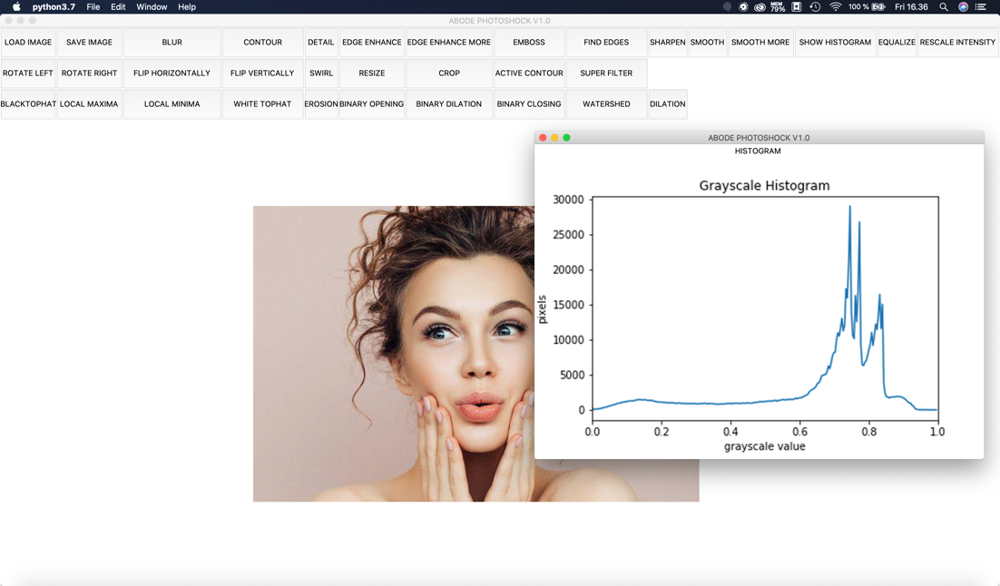 python3.7 File Edit Window Help MEM 79% 100 % Fri 16.36
ABODE PHOTOSHOCK V1.0
LOAD IMAGE SAVE IMAGE BLUR CONTOUR DETAIL EDGE ENHANCE EDGE ENHANCE MORE EMBOSS FIND EDGES SHARPEN SMOOTH SMOOTH MORE SHOW HISTOGRAM EQUALIZE RESCALE INTENSITY
ROTATE LEFT ROTATE RIGHT FLIP HORIZONTALLY FLIP VERTICALLY SWIRL RESIZE CROP ACTIVE CONTOUR SUPER FILTER
BLACKTOPHAT LOCAL MAXIMA LOCAL MINIMA WHITE TOPHAT EROSION BINARY OPENING BINARY DILATION BINARY CLOSING WATERSHED DILATION
ABODE PHOTOSHOCK V1.0
HISTOGRAM
Grayscale Histogram
30000
25000
20000
15000
10000
5000
0
pixels
0.0 0.2 0.4 0.6 0.8 1.0
grayscale value